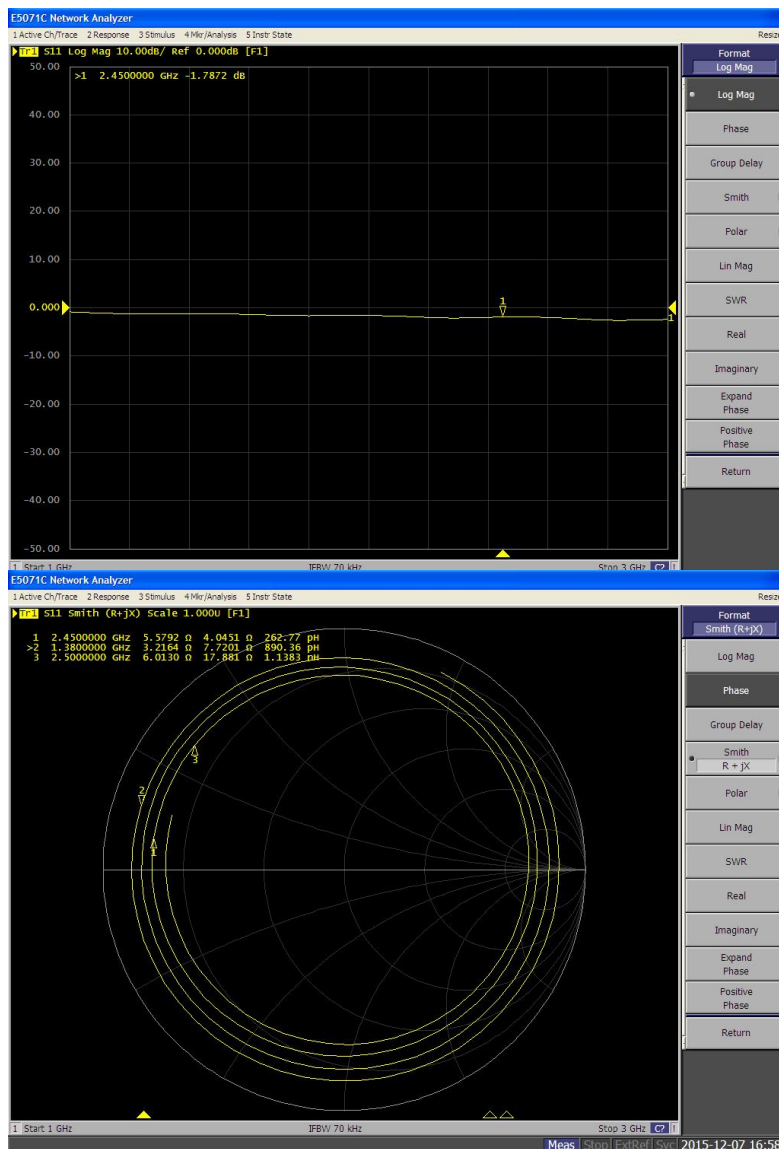 E5071C Network Analyzer
1 Active Ch/Trace 2 Response 3 Stimulus 4 Mkr/Analysis 5 Instr State Resize
Tr1 S11 Log Mag 10.00dB/ Ref 0.000dB [F1]
Format
Log Mag
50.00
>1 2.4500000 GHz -1.7872 dB
Log Mag
40.00
Phase
30.00
Group Delay
20.00
Smith
10.00
Polar
Lin Mag
0.000
1
1
SWR
Real
-10.00
Imaginary
-20.00
Expand
Phase
-30.00
Positive
Phase
-40.00
Return
-50.00
1 Start 1 GHz IFBW 70 kHz Stop 3 GHz C? !
E5071C Network Analyzer
1 Active Ch/Trace 2 Response 3 Stimulus 4 Mkr/Analysis 5 Instr State Resize
Tr1 S11 Smith (R+jX) Scale 1.000U [F1]
Format
Smith (R+jX)
1 2.4500000 GHz 5.5792 Ω 4.0451 Ω 262.77 pH
>2 1.3800000 GHz 3.2164 Ω 7.7201 Ω 890.36 pH
3 2.5000000 GHz 6.0130 Ω 17.881 Ω 1.1383 nH
Log Mag
Phase
Group Delay
Smith
R + jX
3
2
Polar
Lin Mag
1
SWR
Real
Imaginary
Expand
Phase
Positive
Phase
Return
1 Start 1 GHz IFBW 70 kHz Stop 3 GHz C? !
Meas Stop ExtRef Svc 2015-12-07 16:58